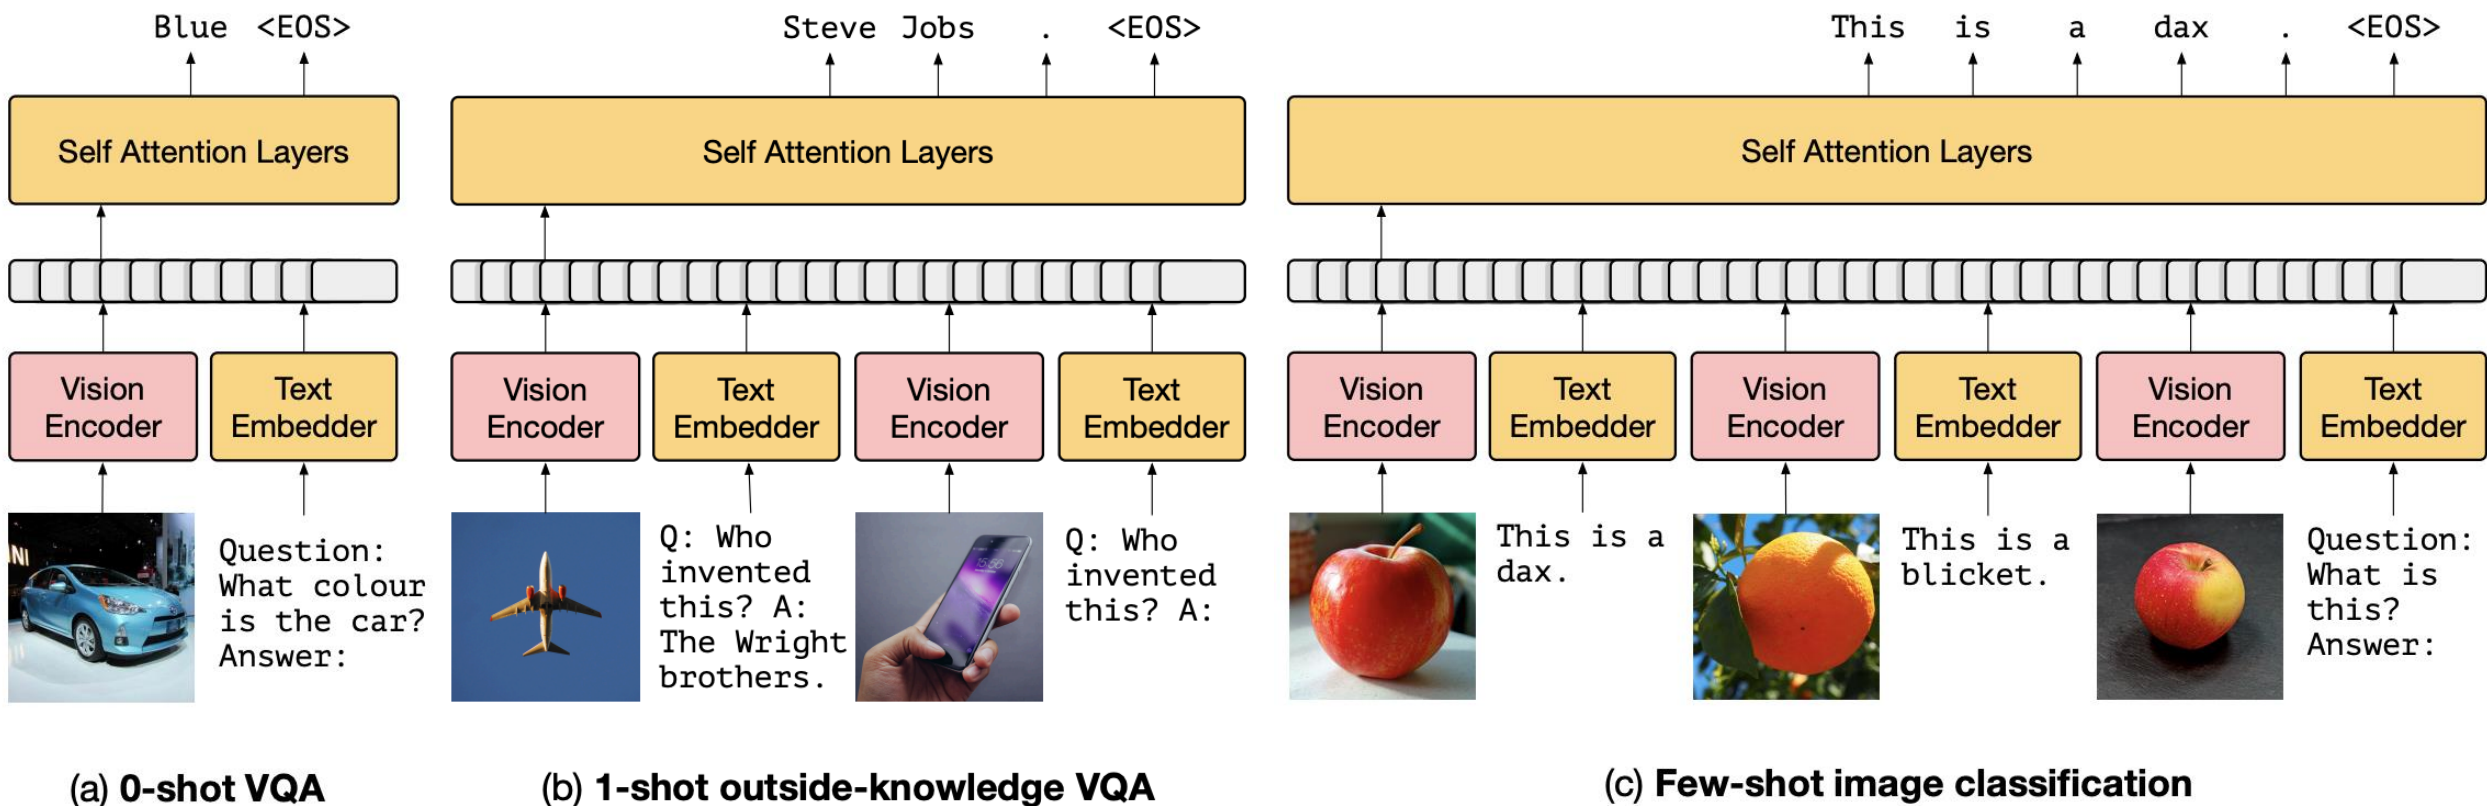 Blue <EOS>
Self Attention Layers
Vision
Encoder
Text
Embedder
NI
Question:
What colour
is the car?
Answer:
(a) 0-shot VQA
Steve Jobs . <EOS>
Self Attention Layers
Vision
Encoder
Text
Embedder
Vision
Encoder
Text
Embedder
Q: Who
invented
this? A:
The Wright
brothers.
15:56
Q: Who
invented
this? A:
(b) 1-shot outside-knowledge VQA
This is a dax . <EOS>
Self Attention Layers
Vision
Encoder
Text
Embedder
Vision
Encoder
Text
Embedder
Vision
Encoder
Text
Embedder
This is a
dax.
This is a
blicket.
Question:
What is
this?
Answer:
(c) Few-shot image classification